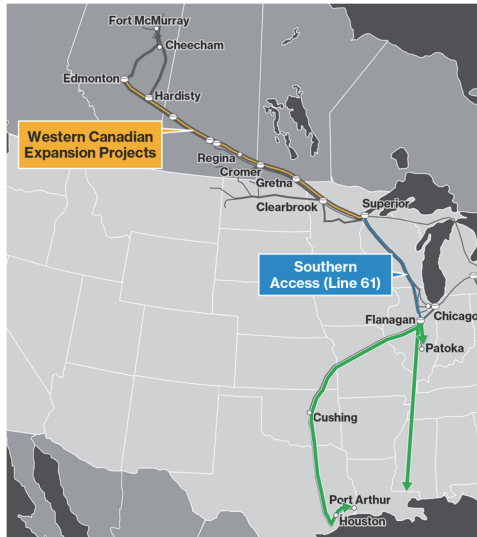 Fort McMurray
Cheecham
Edmonton
Hardisty
Western Canadian
Expansion Projects
Regina
Cromer
Gretna
Clearbrook
Superior
Southern
Access (Line 61)
Flanagan
Chicago
Patoka
Cushing
Port Arthur
Houston